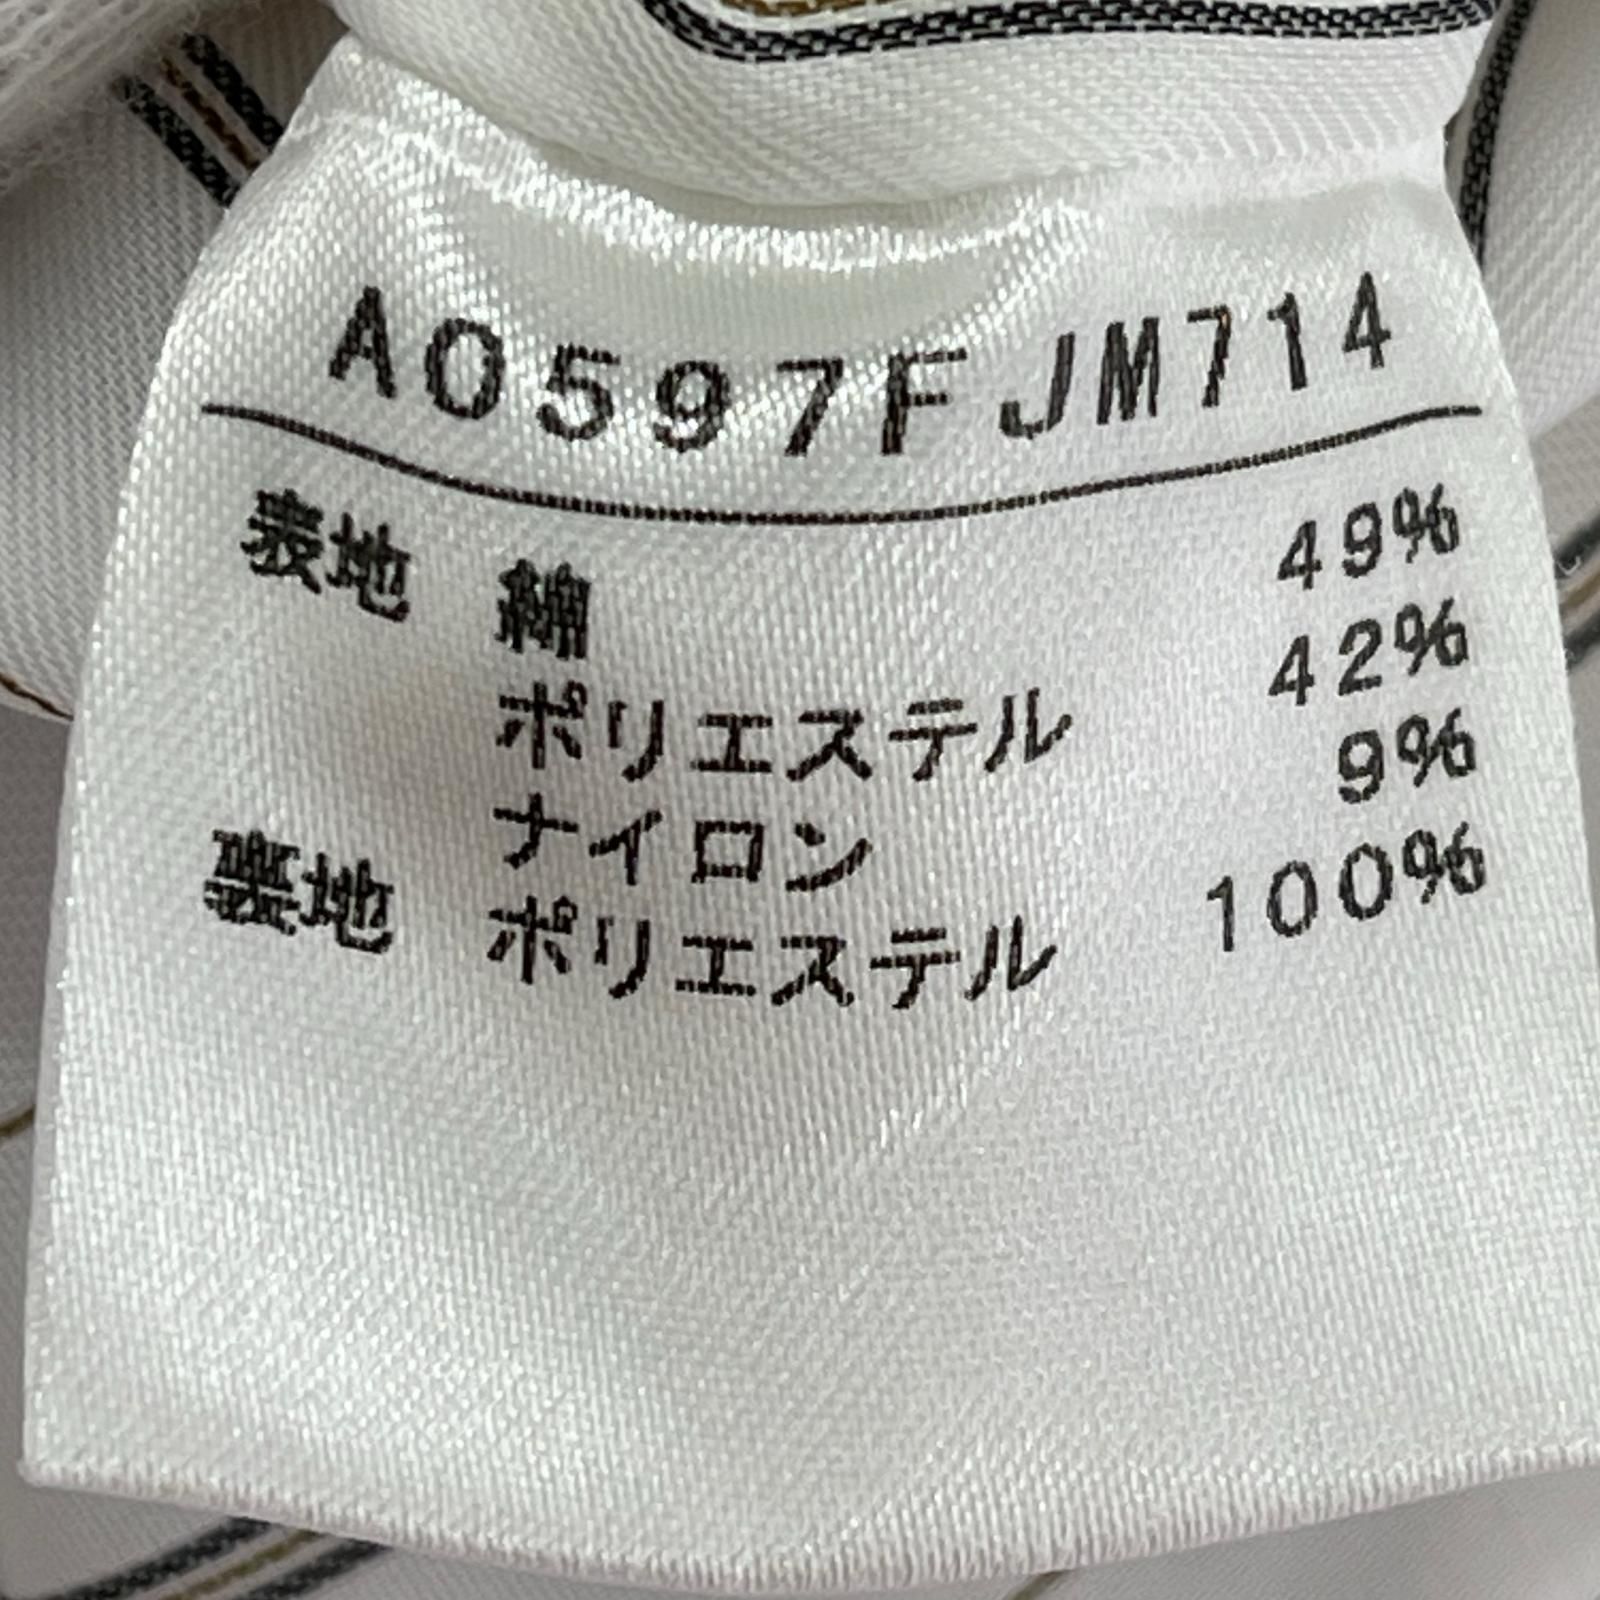 A0597FJM714
表地 綿 49%
ポリエステル 42%
ナイロン 9%
裏地 ポリエステル 100%